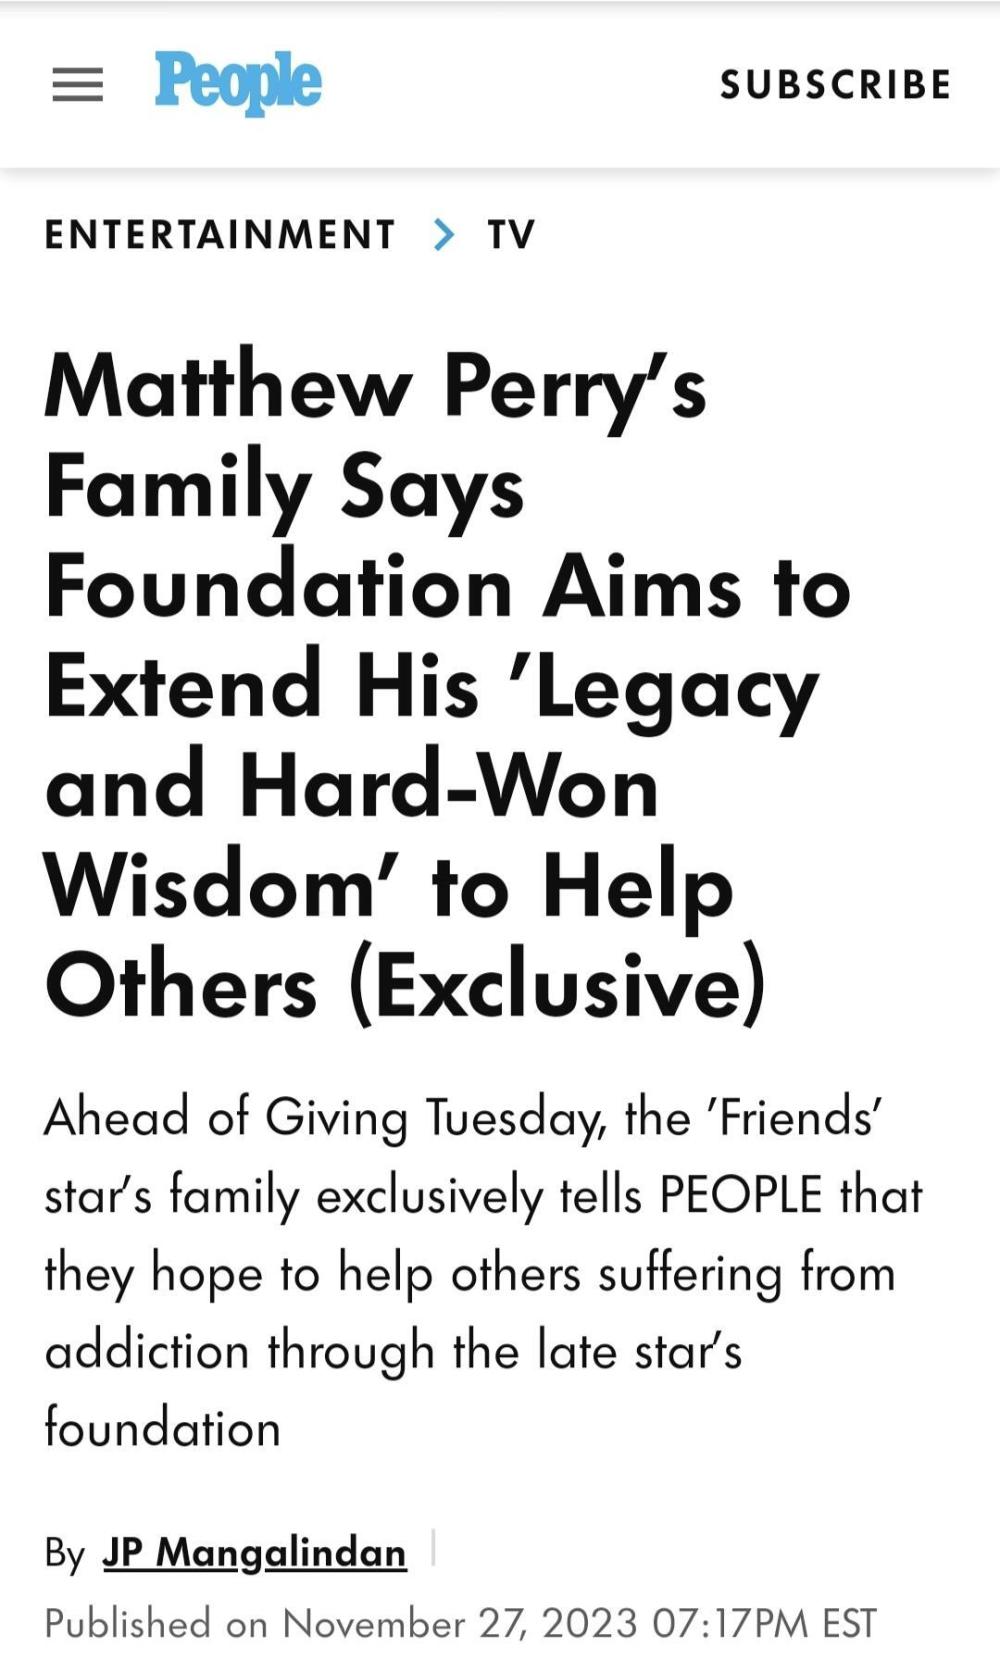 People
SUBSCRIBE
ENTERTAINMENT > TV
Matthew Perry's
Family Says
Foundation Aims to
Extend His 'Legacy
and Hard-Won
Wisdom' to Help
Others (Exclusive)
Ahead of Giving Tuesday, the 'Friends'
star's family exclusively tells PEOPLE that
they hope to help others suffering from
addiction through the late star's
foundation
By JP Mangalindan
Published on November 27, 2023 07:17PM EST